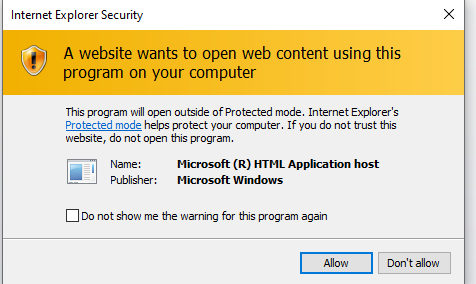 Internet Explorer Security
A website wants to open web content using this
program on your computer
This program will open outside of Protected mode. Internet Explorer's
Protected mode helps protect your computer. If you do not trust this
website, do not open this program.
Name: Microsoft (R) HTML Application host
Publisher: Microsoft Windows
Do not show me the warning for this program again
Allow Don't allow